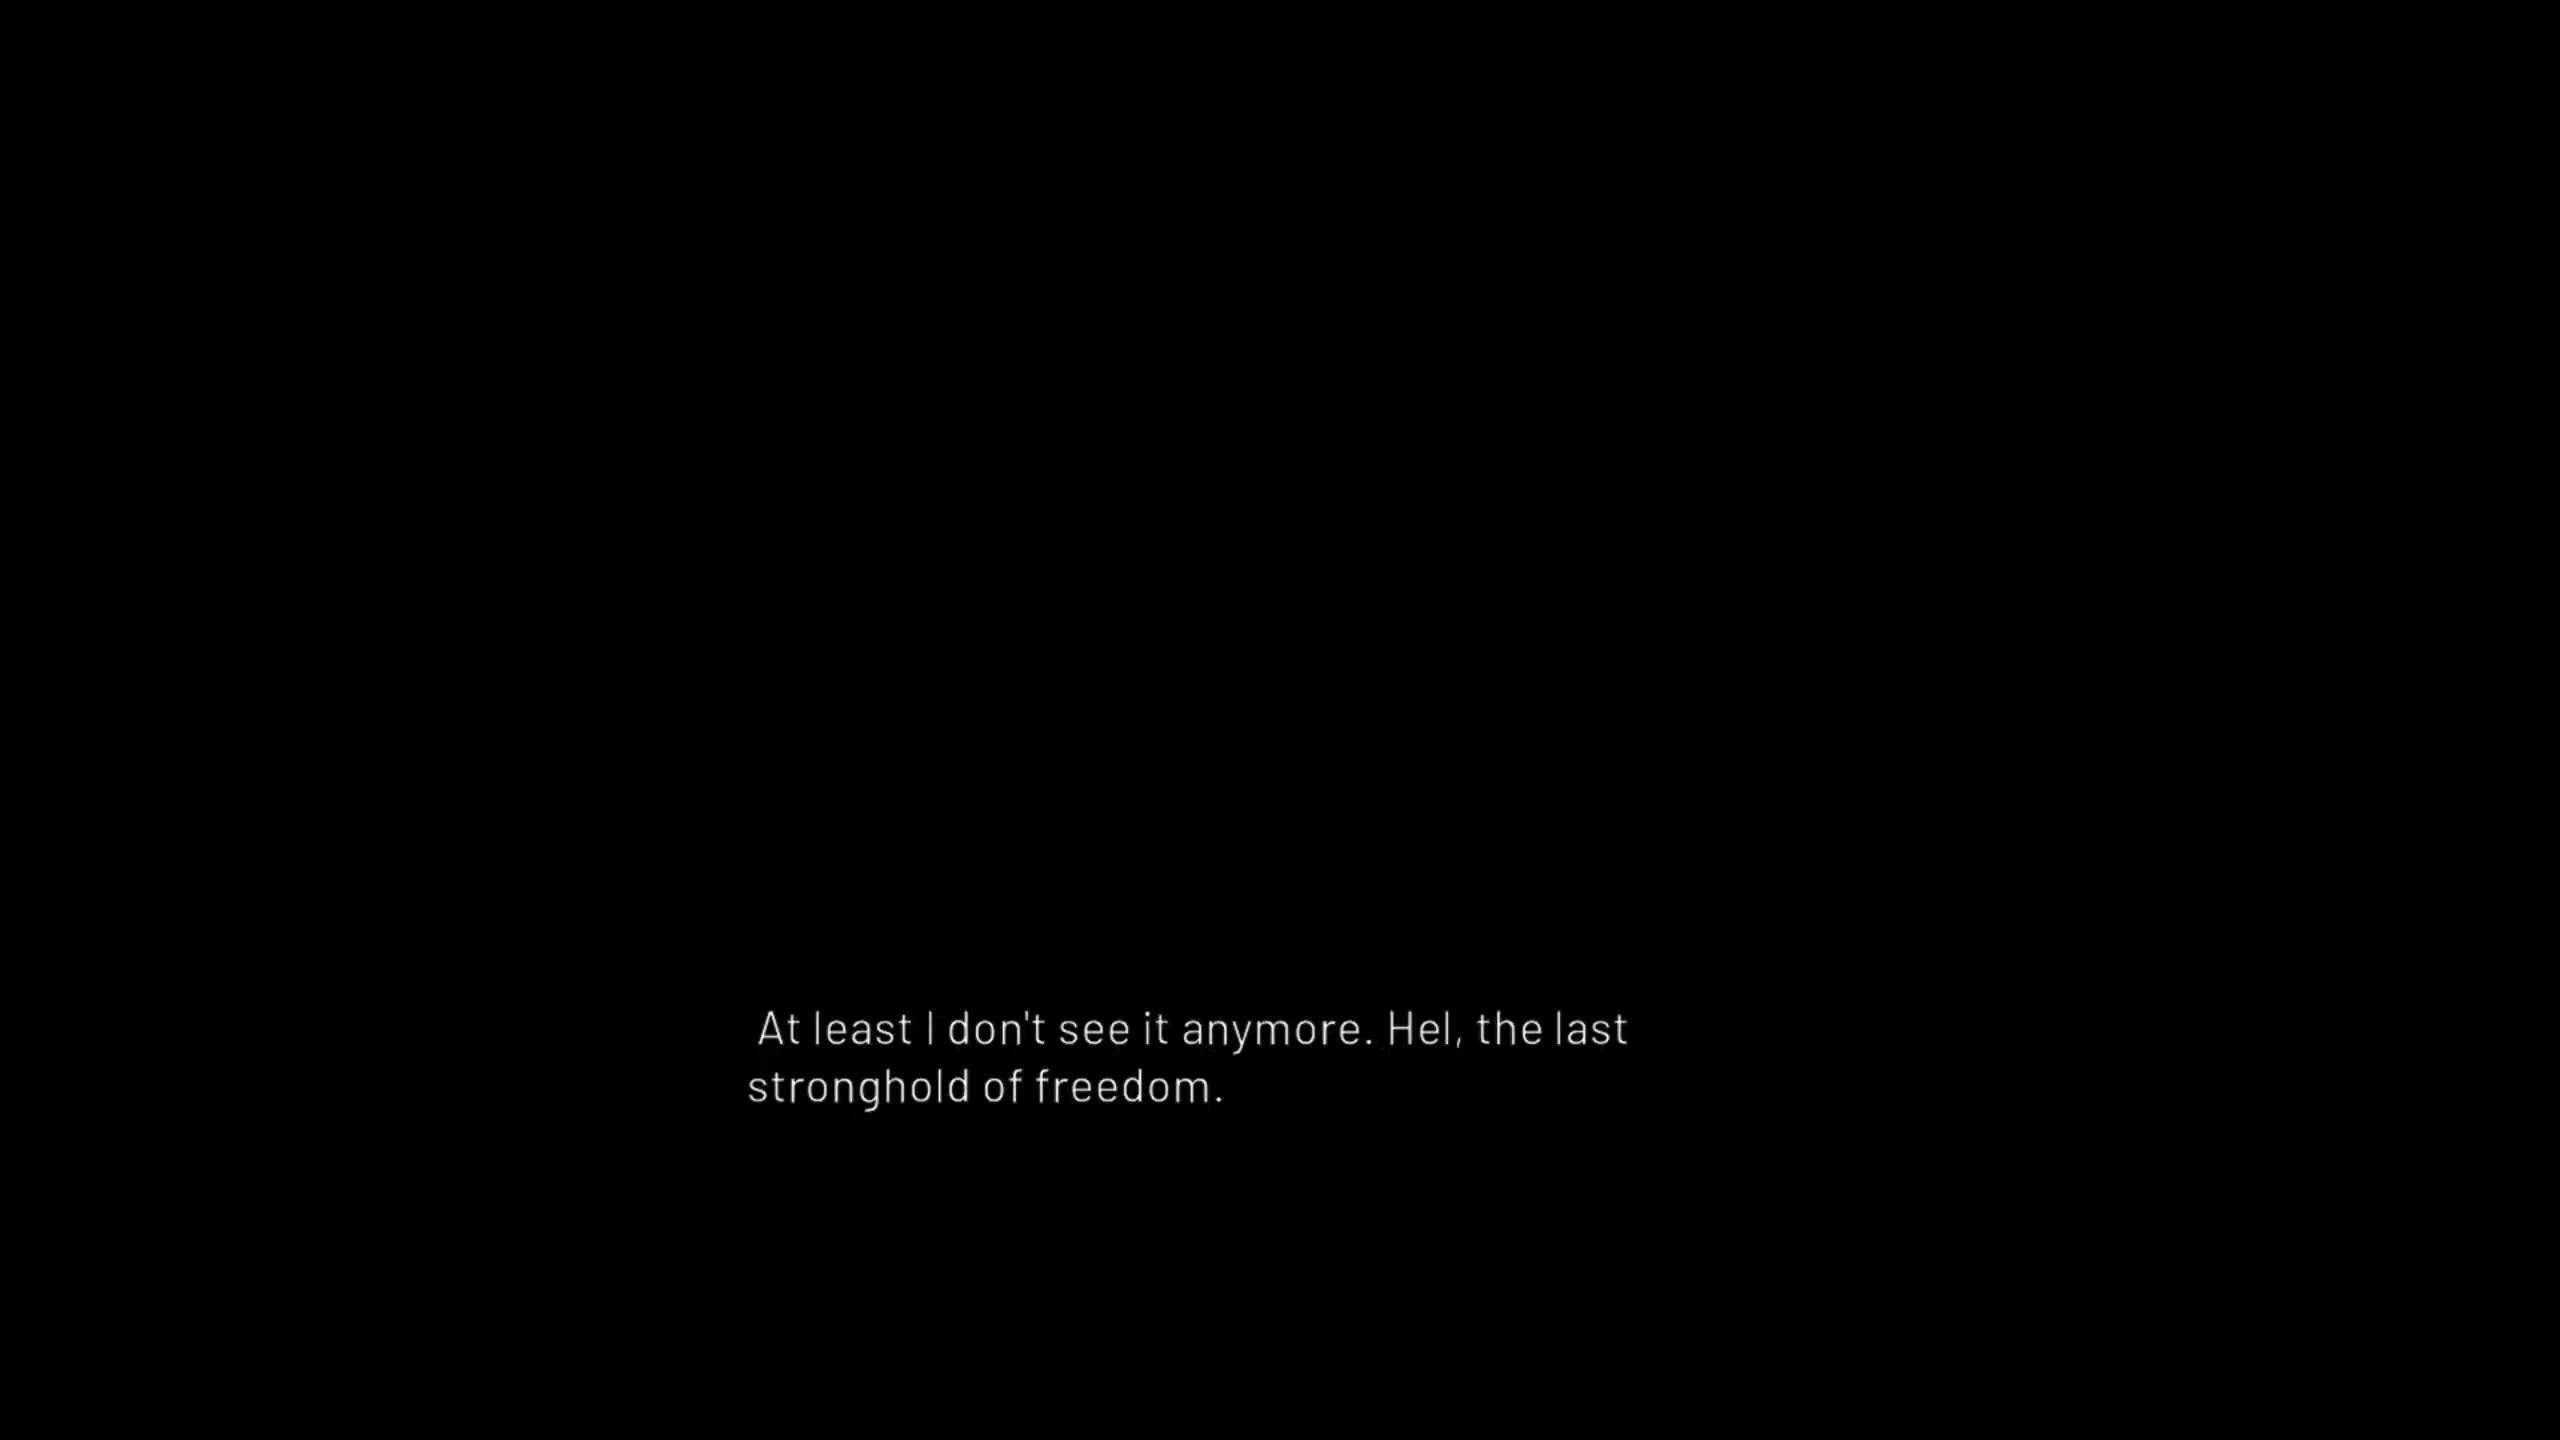 At least I don't see it anymore. Hel, the last
stronghold of freedom.